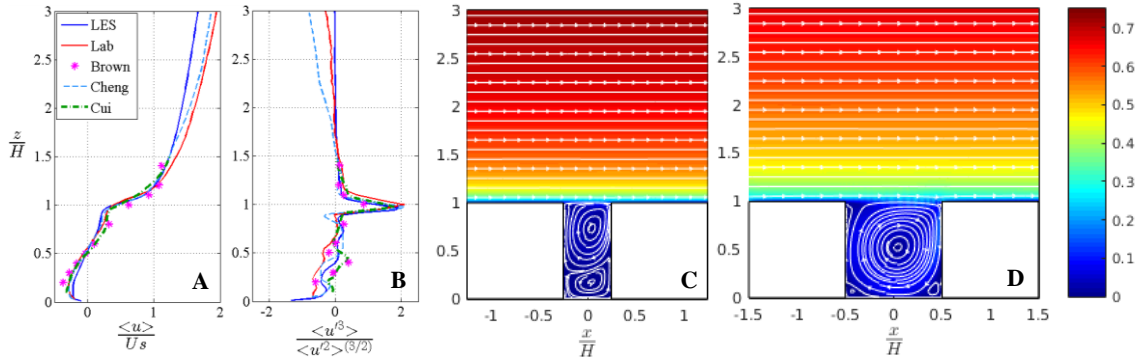 LES
Lab
Brown
Cheng
Cui
z
H
3
2.5
2
1.5
1
0.5
0
0 1 2
<u>
Us
A
3
2.5
2
1.5
1
0.5
0
-2 0 2
<u'³>
<u'²>^(3/2)
B
3
2.5
2
1.5
1
0.5
0
-1 -0.5 0 0.5 1
x
H
C
3
2.5
2
1.5
1
0.5
0
-1.5 -1 -0.5 0 0.5 1 1.5
x
H
D
0.7
0.6
0.5
0.4
0.3
0.2
0.1
0.0